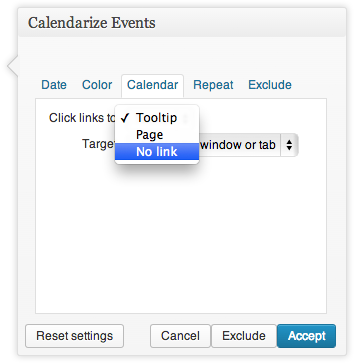 Calendarize Events
Date Color Calendar Repeat Exclude
Click links to ✓ Tooltip
Page
Target window or tab
No link
Reset settings Cancel Exclude Accept